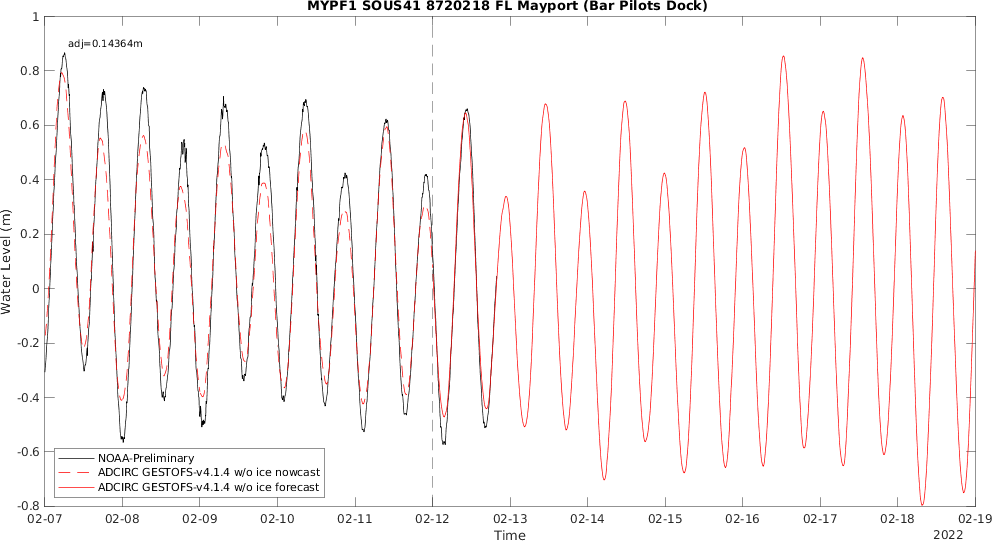 MYPF1 SOUS41 8720218 FL Mayport (Bar Pilots Dock)
adj=0.14364m
1
0.8
0.6
0.4
0.2
0
-0.2
-0.4
-0.6
-0.8
Water Level (m)
NOAA-Preliminary
ADCIRC GESTOFS-v4.1.4 w/o ice nowcast
ADCIRC GESTOFS-v4.1.4 w/o ice forecast
02-07 02-08 02-09 02-10 02-11 02-12 02-13 02-14 02-15 02-16 02-17 02-18 02-19
Time
2022